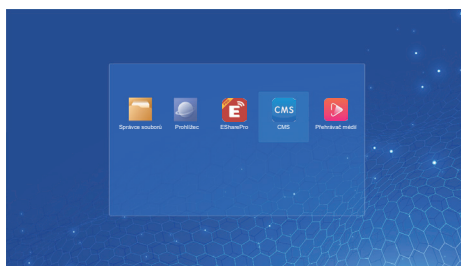 CMS
Správce souborů
Prohlížeč
ESharePro
CMS
Přehrávač médií